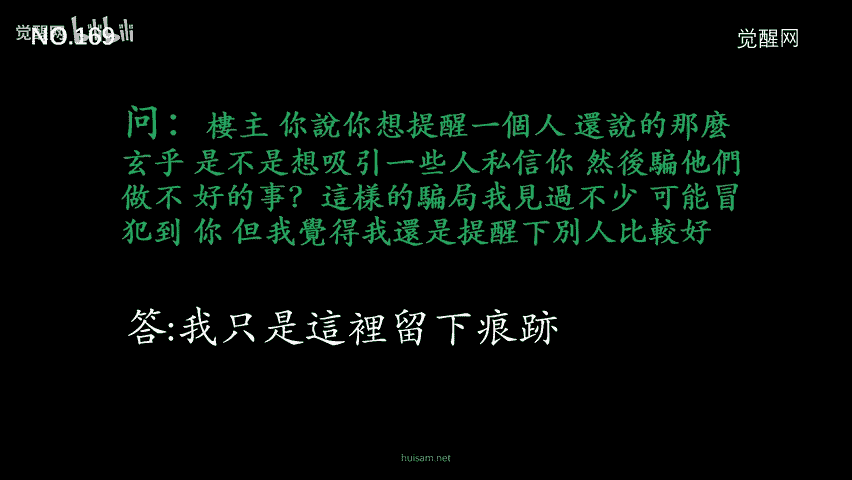 觉醒网
NO.169
bilibili
觉醒网
问：樓主 你說你想提醒一個人 還說的那麼
玄乎 是不是想吸引一些人私信你 然後騙他們
做不 好的事？這樣的騙局我見過不少 可能冒
犯到 你 但我覺得我還是提醒下別人比較好
答:我只是這裡留下痕跡
huisam.net